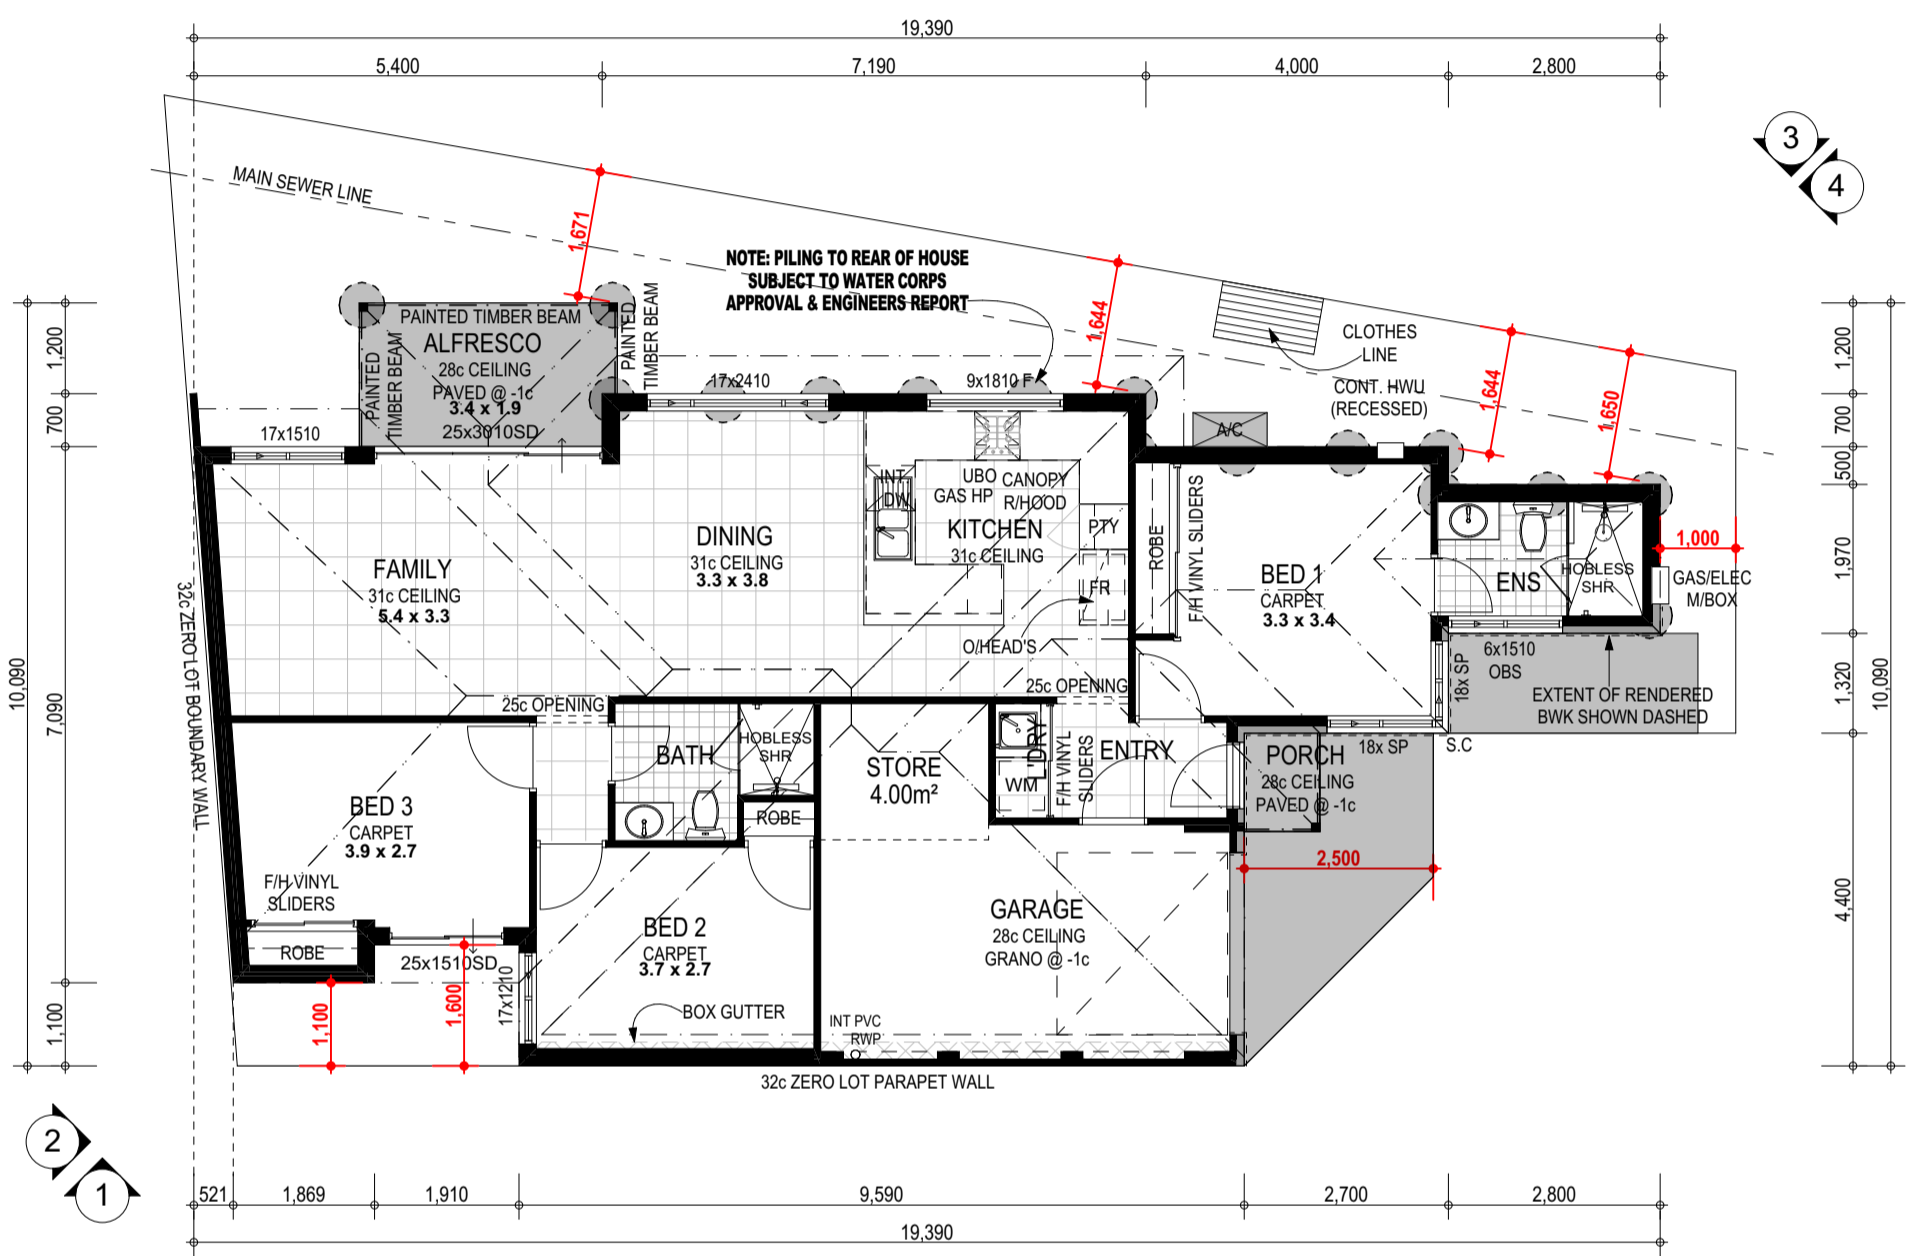 19,390
5,400
7,190
4,000
2,800
3
4
MAIN SEWER LINE
1,671
NOTE: PILING TO REAR OF HOUSE
SUBJECT TO WATER CORPS
APPROVAL & ENGINEERS REPORT
1,644
CLOTHES
LINE
1,644
1,650
CONT. HWU
(RECESSED)
PAINTED TIMBER BEAM
ALFRESCO
28c CEILING
PAVED @ -1c
3.4 x 1.9
25x3010SD
PAINTED
TIMBER BEAM
PAINTED
TIMBER BEAM
17x1510
17x2410
9x1810 F
A/C
1,200
700
7,090
1,100
10,090
1,200
700
500
1,970
1,320
4,400
10,090
INT
DW
UBO
GAS HP
CANOPY
R/HOOD
KITCHEN
31c CEILING
PTY
FR
O/HEAD'S
DINING
31c CEILING
3.3 x 3.8
FAMILY
31c CEILING
5.4 x 3.3
32c ZERO LOT BOUNDARY WALL
ROBE
F/H VINYL SLIDERS
BED 1
CARPET
3.3 x 3.4
ENS
HOBLESS
SHR
1,000
GAS/ELEC
M/BOX
6x1510
OBS
18x SP
EXTENT OF RENDERED
BWK SHOWN DASHED
18x SP
S.C
25c OPENING
25c OPENING
BATH
HOBLESS
SHR
STORE
4.00m²
L'DRY
WM
F/H VINYL
SLIDERS
ENTRY
PORCH
28c CEILING
PAVED @ -1c
2,500
BED 3
CARPET
3.9 x 2.7
F/H VINYL
SLIDERS
ROBE
ROBE
25x1510SD
17x1210
BED 2
CARPET
3.7 x 2.7
BOX GUTTER
GARAGE
28c CEILING
GRANO @ -1c
INT PVC
RWP
1,100
1,600
32c ZERO LOT PARAPET WALL
2
1
521
1,869
1,910
9,590
2,700
2,800
19,390